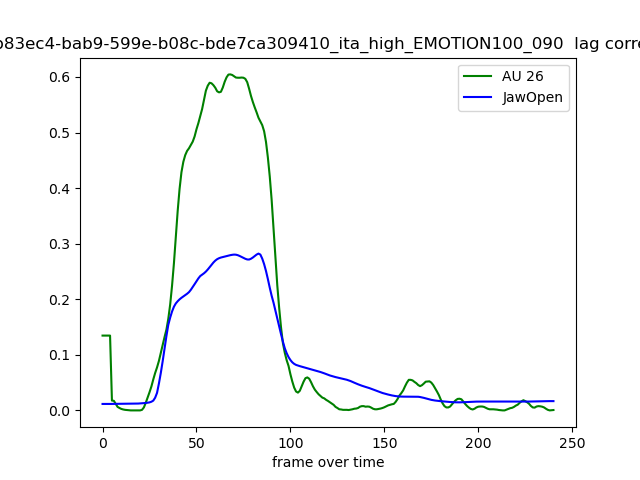 b83ec4-bab9-599e-b08c-bde7ca309410_ita_high_EMOTION100_090 lag corre
AU 26
JawOpen
0.6
0.5
0.4
0.3
0.2
0.1
0.0
0 50 100 150 200 250
frame over time